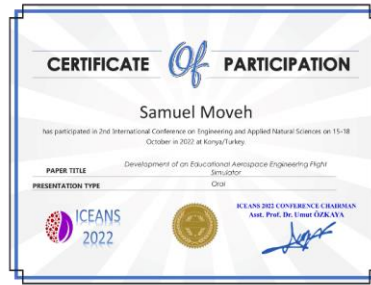 CERTIFICATE Of PARTICIPATION
Samuel Moveh
has participated in 2nd International Conference on Engineering and Applied Natural Sciences on 15-18
October in 2022 at Konya/Turkey.
PAPER TITLE Development of an Educational Aerospace Engineering Flight
Simulator
PRESENTATION TYPE Oral
ICEANS
2022
ICEANS 2022 CONFERENCE CHAIRMAN
Asst. Prof. Dr. Umut ÖZKAYA